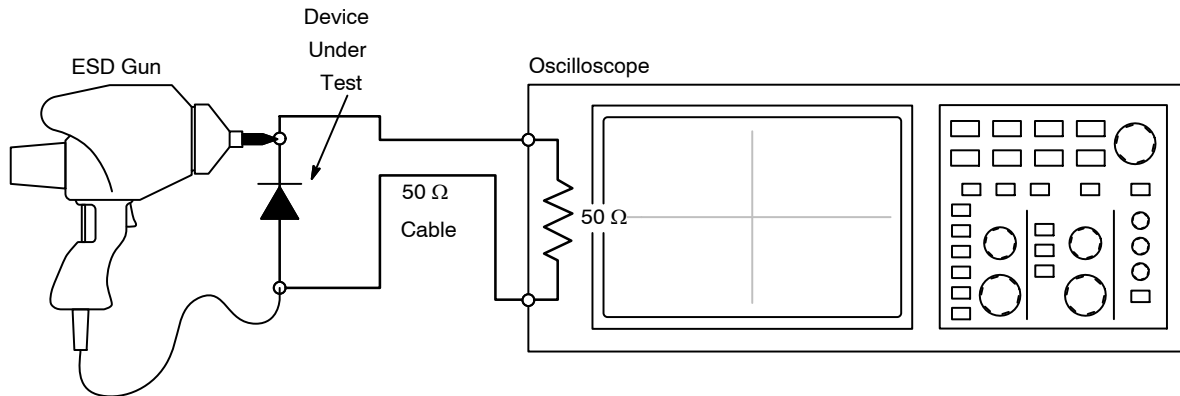 Device
Under
Test
ESD Gun
Oscilloscope
50 Ω
Cable
50 Ω